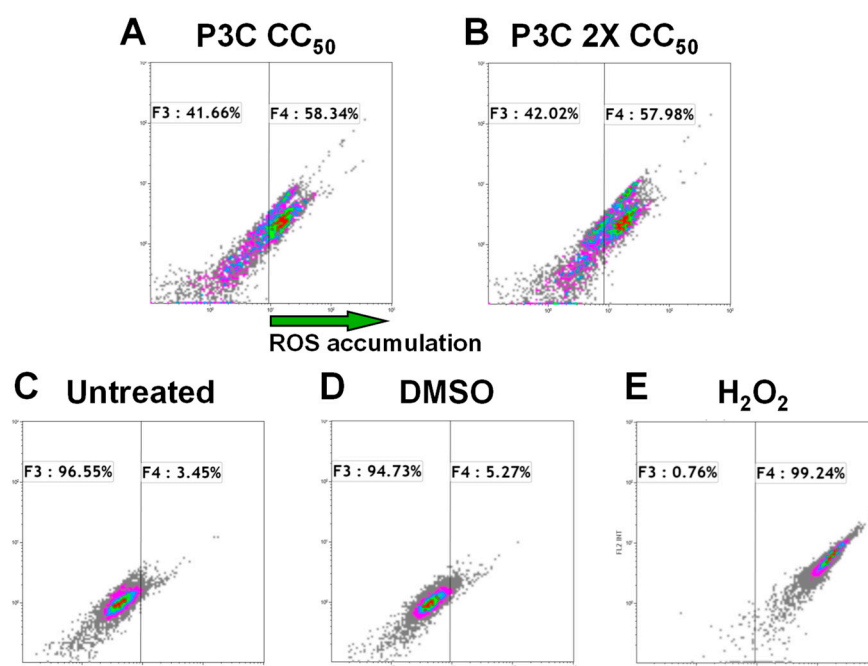 A P3C CC₅₀
B P3C 2X CC₅₀
F3 : 41.66%
F4 : 58.34%
F3 : 42.02%
F4 : 57.98%
ROS accumulation
C Untreated
D DMSO
E H₂O₂
F3 : 96.55%
F4 : 3.45%
F3 : 94.73%
F4 : 5.27%
F3 : 0.76%
F4 : 99.24%
FL2 INT